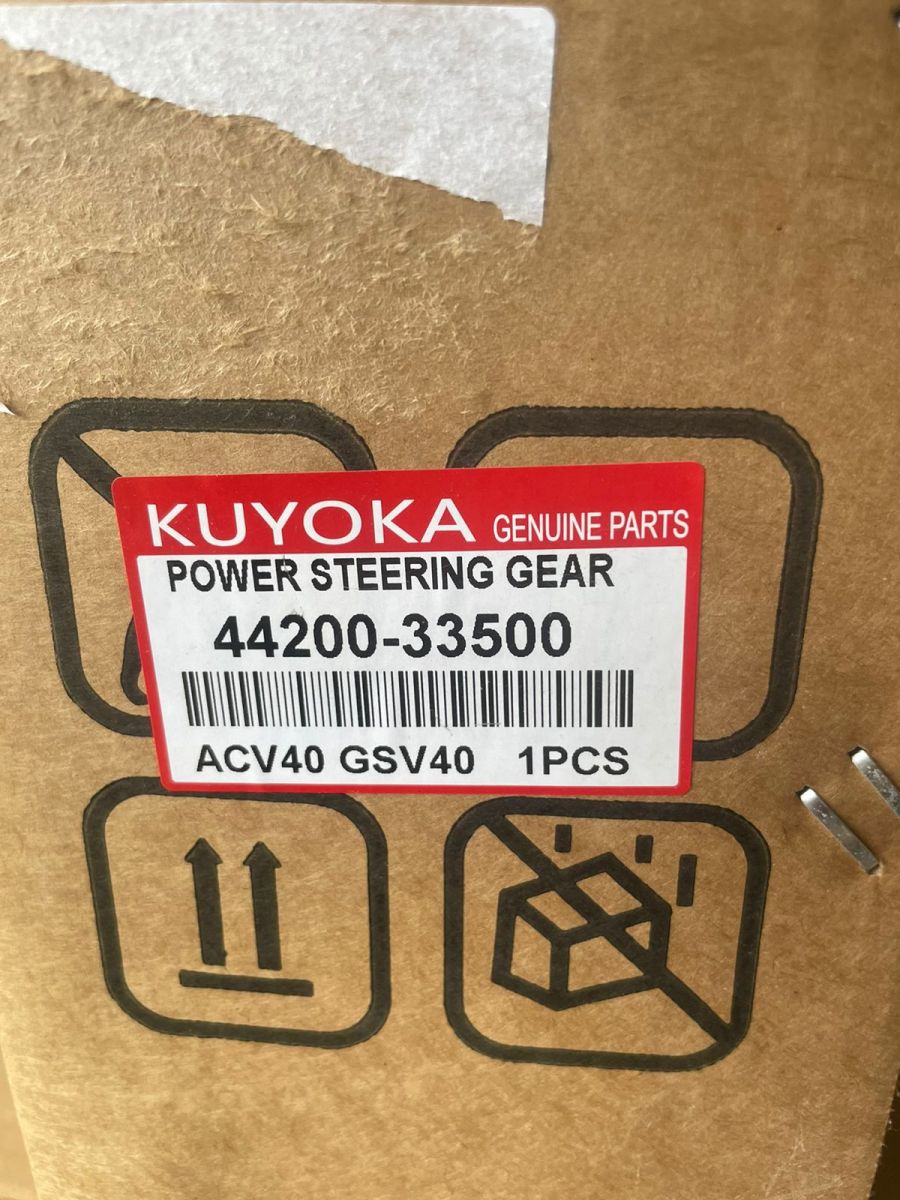 KUYOKA GENUINE PARTS
POWER STEERING GEAR
44200-33500
ACV40 GSV40 1PCS